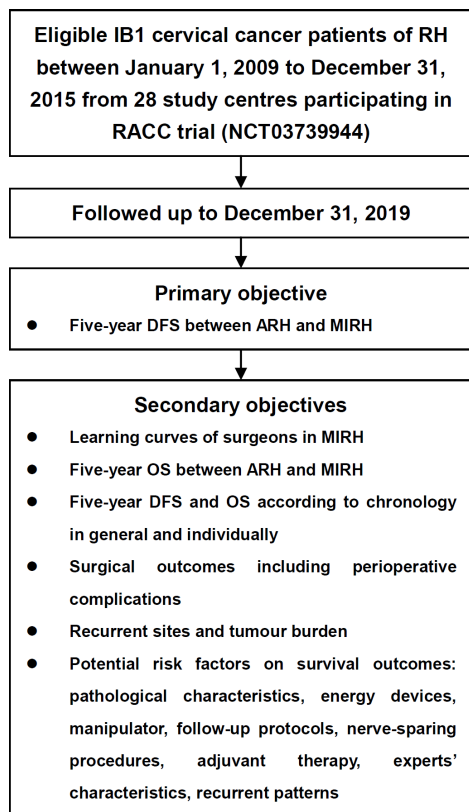 Eligible IB1 cervical cancer patients of RH
between January 1, 2009 to December 31,
2015 from 28 study centres participating in
RACC trial (NCT03739944)
Followed up to December 31, 2019
Primary objective
● Five-year DFS between ARH and MIRH
Secondary objectives
● Learning curves of surgeons in MIRH
● Five-year OS between ARH and MIRH
● Five-year DFS and OS according to chronology
in general and individually
● Surgical outcomes including perioperative
complications
● Recurrent sites and tumour burden
● Potential risk factors on survival outcomes:
pathological characteristics, energy devices,
manipulator, follow-up protocols, nerve-sparing
procedures, adjuvant therapy, experts’
characteristics, recurrent patterns